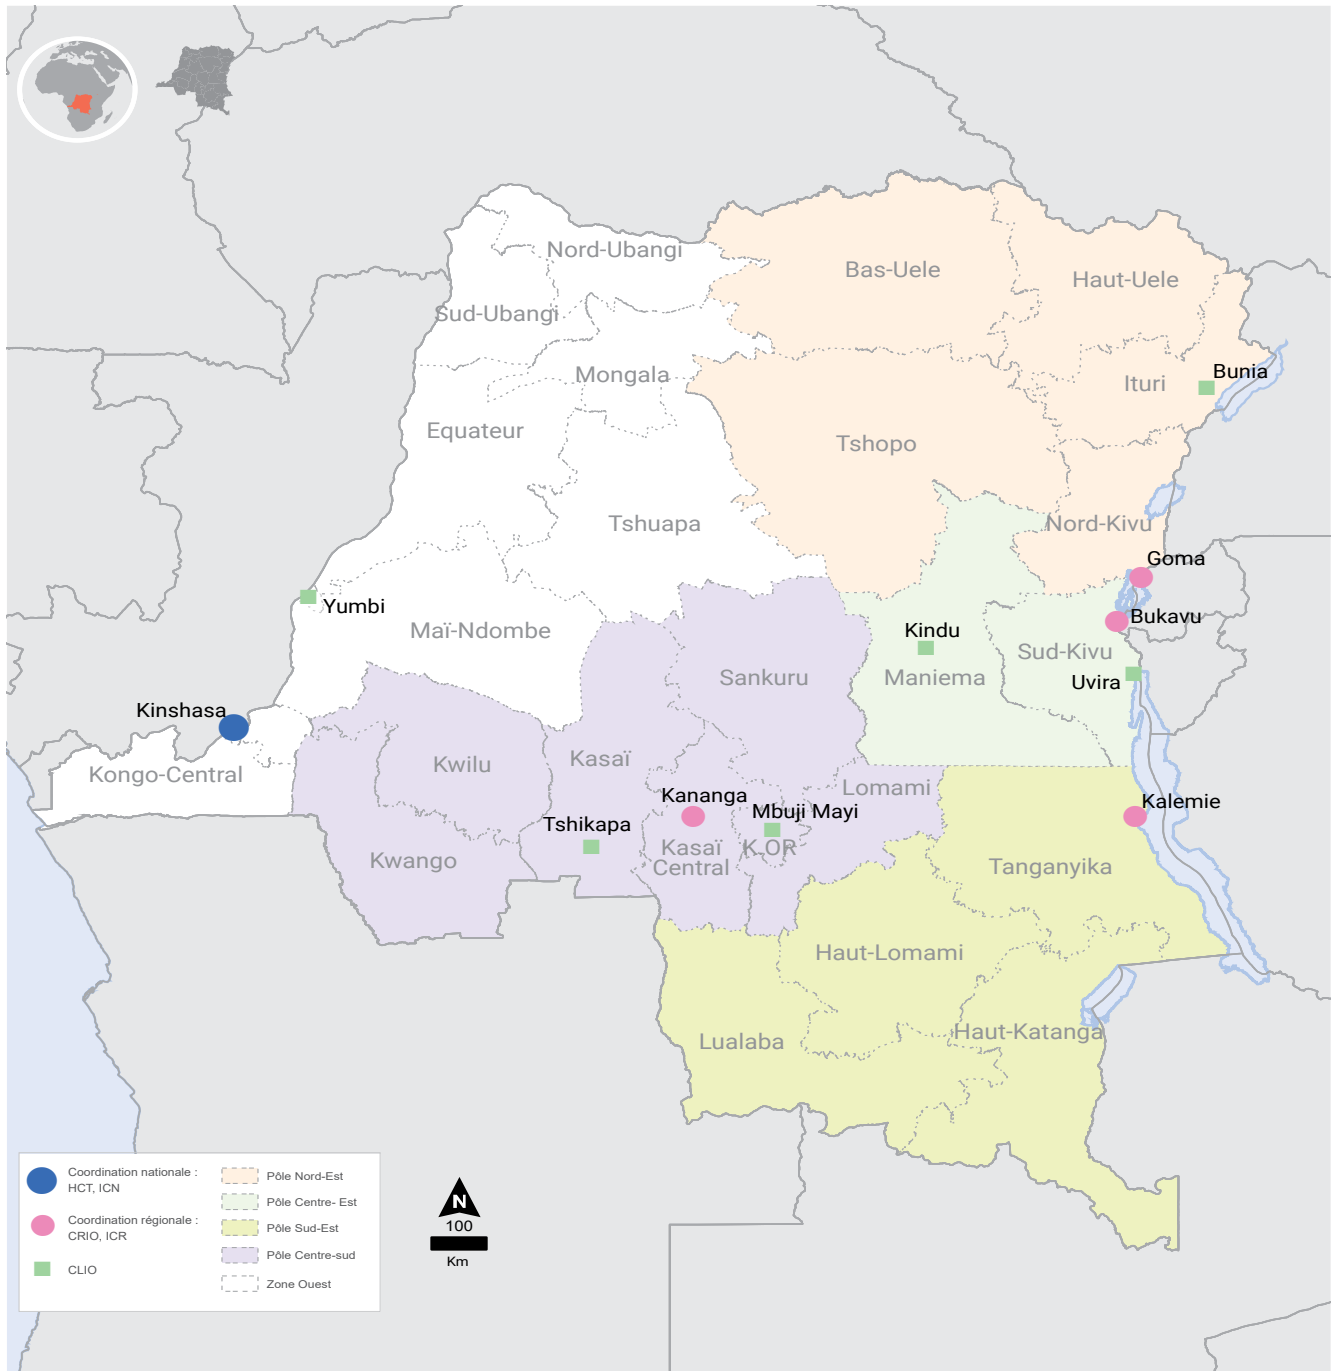 Nord-Ubangi
Bas-Uele
Haut-Uele
Sud-Ubangi
Mongala
Ituri
Bunia
Equateur
Tshopo
Tshuapa
Nord-Kivu
Goma
Yumbi
Maï-Ndombe
Kindu
Bukavu
Sankuru
Maniema
Sud-Kivu
Uvira
Kinshasa
Kongo-Central
Kwilu
Kasaï
Lomami
Kananga
Mbuji Mayi
Kalemie
Tshikapa
Kasaï
Central
K.OR
Kwango
Tanganyika
Haut-Lomami
Lualaba
Haut-Katanga
Coordination nationale :
HCT, ICN
Coordination régionale :
CRIO, ICR
CLIO
Pôle Nord-Est
Pôle Centre- Est
Pôle Sud-Est
Pôle Centre-sud
Zone Ouest
N
100
Km